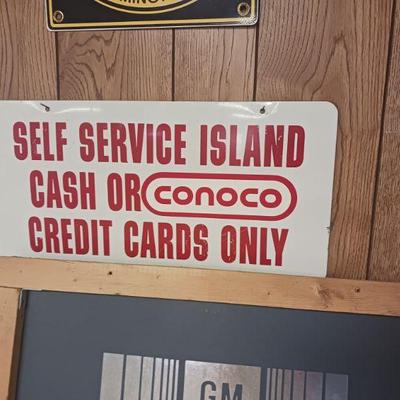 SELF SERVICE ISLAND
CASH OR CONOCO
CREDIT CARDS ONLY
GM